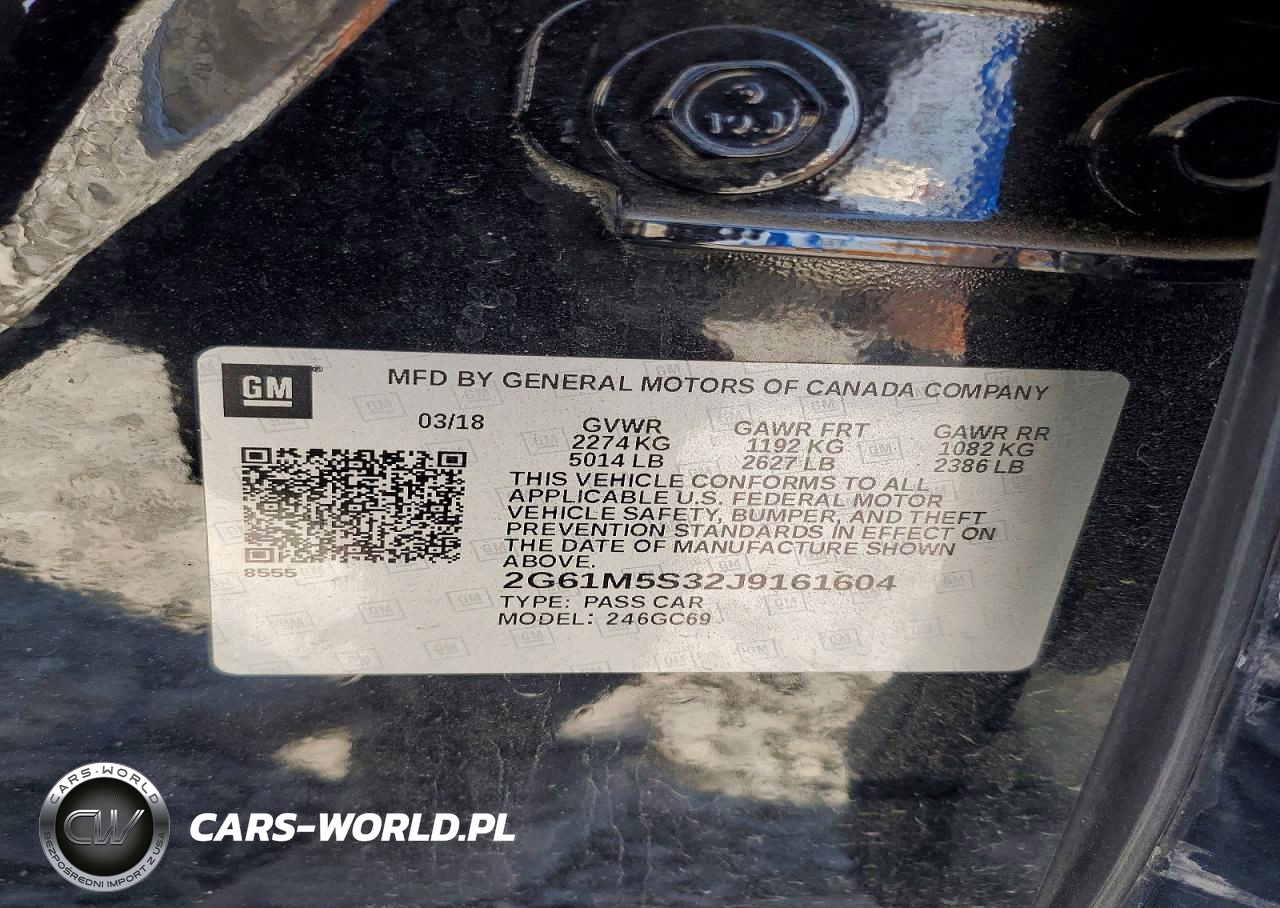 GM
MFD BY GENERAL MOTORS OF CANADA COMPANY
03/18
GVWR GAWR FRT GAWR RR
2274 KG 1192 KG 1082 KG
5014 LB 2627 LB 2386 LB
THIS VEHICLE CONFORMS TO ALL
APPLICABLE U.S. FEDERAL MOTOR
VEHICLE SAFETY, BUMPER, AND THEFT
PREVENTION STANDARDS IN EFFECT ON
THE DATE OF MANUFACTURE SHOWN
ABOVE.
8555
2G61M5S32J9161604
TYPE: PASS CAR
MODEL: 246GC69
CARS-WORLD
CW
BEZPOŚREDNI IMPORT Z USA
CARS-WORLD.PL